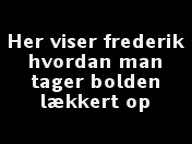 Her viser frederik
hvordan man
tager bolden
lækkert op